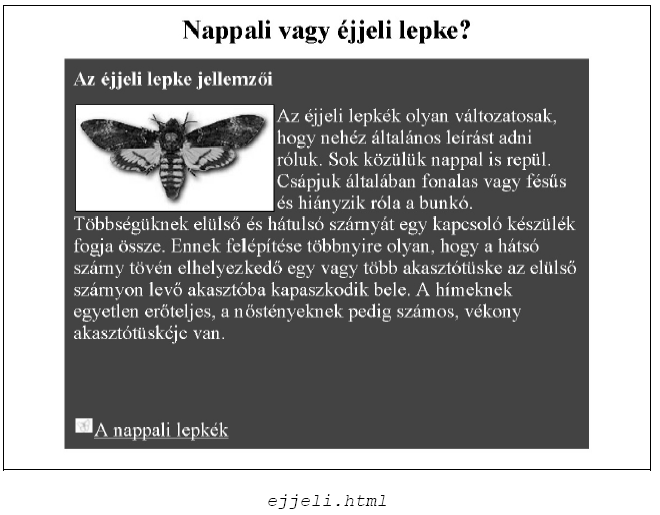 Nappali vagy éjjeli lepke?
Az éjjeli lepke jellemzői
Az éjjeli lepkék olyan változatosak,
hogy nehéz általános leírást adni
róluk. Sok közülük nappal is repül.
Csápjuk általában fonalas vagy fésűs
és hiányzik róla a bunkó.
Többségüknek elülső és hátulsó szárnyát egy kapcsoló készülék
fogja össze. Ennek felépítése többnyire olyan, hogy a hátsó
szárny tövén elhelyezkedő egy vagy több akasztótüske az elülső
szárnyon levő akasztóba kapaszkodik bele. A hímeknek
egyetlen erőteljes, a nőstényeknek pedig számos, vékony
akasztótüskéje van.
A nappali lepkék
ejjeli.html